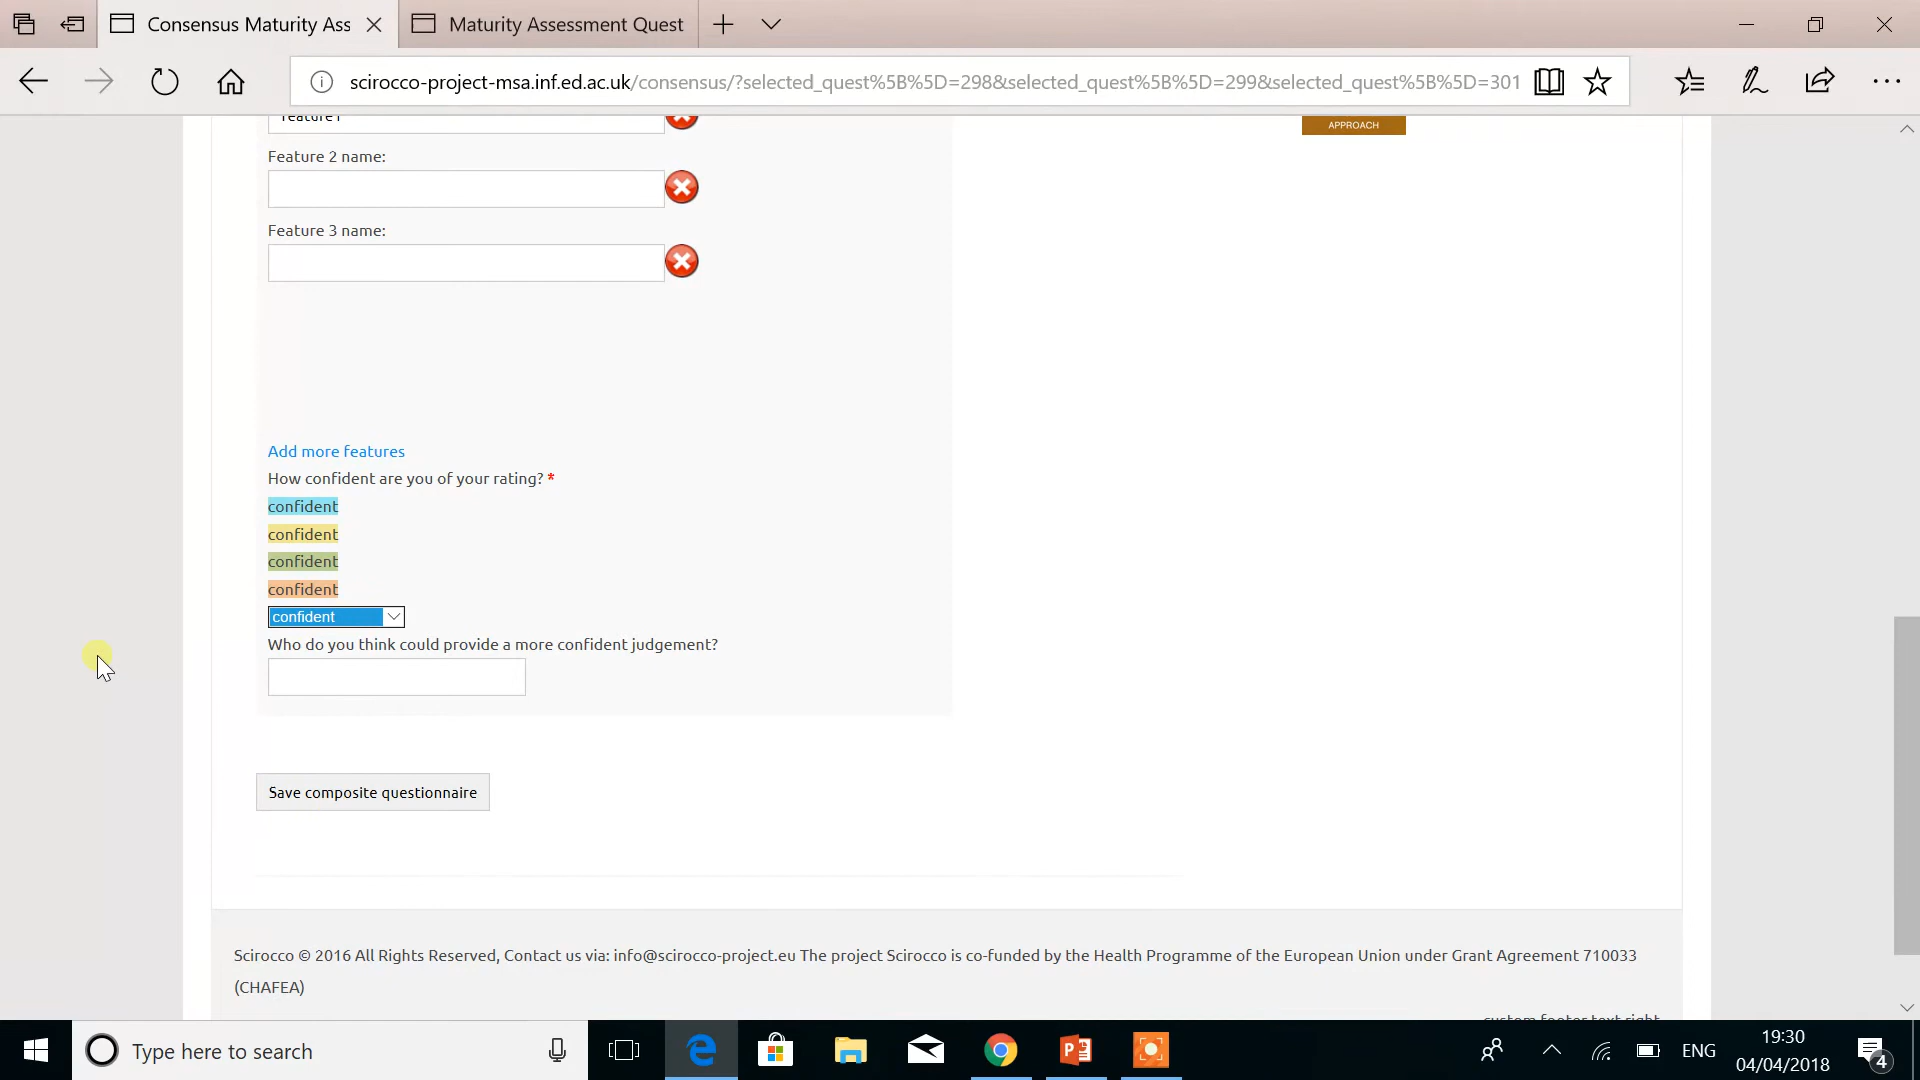 Consensus Maturity Ass
Maturity Assessment Quest
scirocco-project-msa.inf.ed.ac.uk/consensus/?selected_quest%5B%5D=298&selected_quest%5B%5D=299&selected_quest%5B%5D=301
APPROACH
Feature 2 name:
Feature 3 name:
Add more features
How confident are you of your rating? *
confident
confident
confident
confident
confident
Who do you think could provide a more confident judgement?
Save composite questionnaire
Scirocco © 2016 All Rights Reserved, Contact us via: info@scirocco-project.eu The project Scirocco is co-funded by the Health Programme of the European Union under Grant Agreement 710033
(CHAFEA)
custom footer text right
Type here to search
ENG
19:30
04/04/2018
4